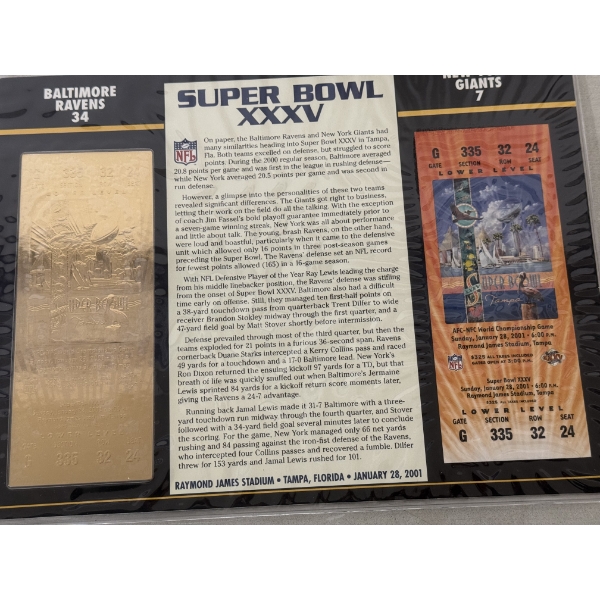 BALTIMORE
RAVENS
34
SUPER BOWL
XXXV
GIANTS
7
NFL
On paper, the Baltimore Ravens and New York Giants had
many similarities heading into Super Bowl XXXV in Tampa,
Fla. Both teams excelled on defense, but struggled to score
points. During the 2000 regular season, Baltimore averaged
20.8 points per game and was first in the league in rushing defense—
while New York averaged 20.5 points per game and was second in
run defense.
However, a glimpse into the personalities of these two teams
revealed significant differences. The Giants got right to business,
letting their work on the field do all the talking. With the exception
of coach Jim Fassel's bold playoff guarantee immediately prior to
a seven-game winning streak, New York was all about performance
and little about talk. The young, brash Ravens, on the other hand,
were loud and boastful, particularly when it came to the defensive
unit which allowed only 16 points in three post-season games
preceding the Super Bowl. The Ravens' defense set an NFL record
for fewest points allowed (165) in a 16-game season.
With NFL Defensive Player of the Year Ray Lewis leading the charge
from his middle linebacker position, the Ravens' defense was stifling
from the onset of Super Bowl XXXV. Baltimore also had a difficult
time early on offense. Still, they managed ten first-half points on
a 38-yard touchdown pass from quarterback Trent Dilfer to wide
receiver Brandon Stokley midway through the first quarter, and a
47-yard field goal by Matt Stover shortly before intermission.
Defense prevailed through most of the third quarter, but then the
teams exploded for 21 points in a furious 36-second span, Ravens
cornerback Duane Starks intercepted a Kerry Collins pass and raced
49 yards for a touchdown and a 17-0 Baltimore lead. New York's
Ron Dixon returned the ensuing kickoff 97 yards for a TD, but that
breath of life was quickly snuffed out when Baltimore's Jermaine
Lewis sprinted 84 yards for a kickoff return score moments later,
giving the Ravens a 24-7 advantage.
Running back Jamal Lewis made it 31-7 Baltimore with a three-
yard touchdown run midway through the fourth quarter, and Stover
followed with a 34-yard field goal several minutes later to conclude
the scoring. For the game, New York managed only 66 net yards
rushing and 84 passing against the iron-fist defense of the Ravens,
who intercepted four Collins passes and recovered a fumble. Dilfer
threw for 153 yards and Jamal Lewis rushed for 101.
RAYMOND JAMES STADIUM • TAMPA, FLORIDA • JANUARY 28, 2001
G 335 32 24
GATE SECTION ROW SEAT
LOWER LEVEL
SUPER BOWL
Tampa
AFC-NFC World Championship Game
Sunday, January 28, 2001 • 6:00 P.M.
Raymond James Stadium, Tampa
NFL
$325 ALL TAXES INCLUDED
Super Bowl XXXV
Sunday, January 28, 2001 • 6:00 P.M.
Raymond James Stadium, Tampa
LOWER LEVEL
GATE SECTION ROW SEAT
G 335 32 24
335 32 24